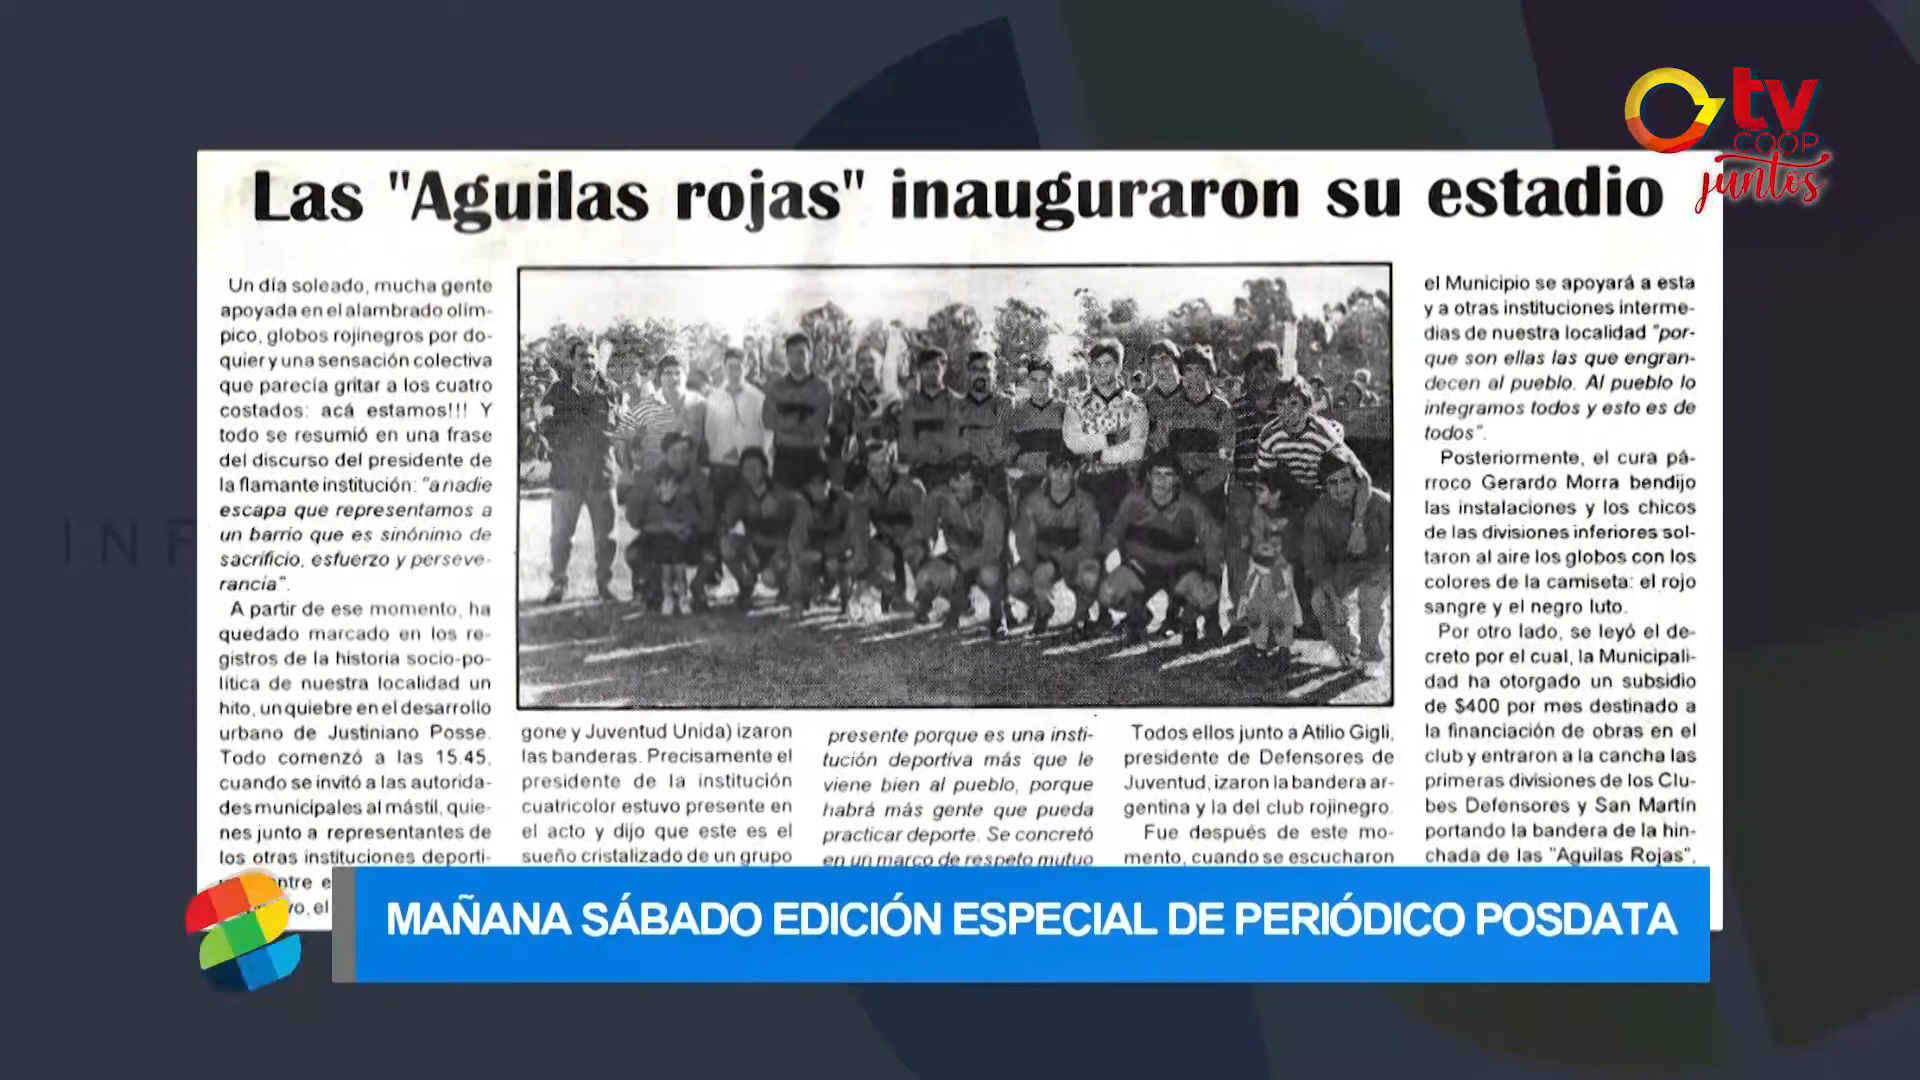 tv
COOP
juntos
Las "Aguilas rojas" inauguraron su estadio
Un día soleado, mucha gente
apoyada en el alambrado olím-
pico, globos rojinegros por do-
quier y una sensación colectiva
que parecía gritar a los cuatro
costados: acá estamos!!! Y
todo se resumió en una frase
del discurso del presidente de
la flamante institución: "a nadie
escapa que representamos a
un barrio que es sinónimo de
sacrificio, esfuerzo y perseve-
rancia".
A partir de ese momento, ha
quedado marcado en los re-
gistros de la historia socio-po-
lítica de nuestra localidad un
hito, un quiebre en el desarrollo
urbano de Justiniano Posse.
Todo comenzó a las 15.45,
cuando se invitó a las autorida-
des municipales al mástil, quie-
nes junto a representantes de
los otras instituciones deporti-
ntre e
vo, el
gone y Juventud Unida) izaron
las banderas. Precisamente el
presidente de la institución
cuatricolor estuvo presente en
el acto y dijo que este es el
sueño cristalizado de un grupo
presente porque es una insti-
tución deportiva más que le
viene bien al pueblo, porque
habrá más gente que pueda
practicar deporte. Se concretó
en un marco de respeto mutuo
Todos ellos junto a Atilio Gigli,
presidente de Defensores de
Juventud, izaron la bandera ar-
gentina y la del club rojinegro.
Fue después de este mo-
mento, cuando se escucharon
el Municipio se apoyará a esta
y a otras instituciones interme-
dias de nuestra localidad "por-
que son ellas las que engran-
decen al pueblo. Al pueblo lo
integramos todos y esto es de
todos".
Posteriormente, el cura pá-
rroco Gerardo Morra bendijo
las instalaciones y los chicos
de las divisiones inferiores sol-
taron al aire los globos con los
colores de la camiseta: el rojo
sangre y el negro luto.
Por otro lado, se leyó el de-
creto por el cual, la Municipali-
dad ha otorgado un subsidio
de $400 por mes destinado a
la financiación de obras en el
club y entraron a la cancha las
primeras divisiones de los Clu-
bes Defensores y San Martín
portando la bandera de la hin-
chada de las "Aguilas Rojas".
INF
MAÑANA SÁBADO EDICIÓN ESPECIAL DE PERIÓDICO POSDATA